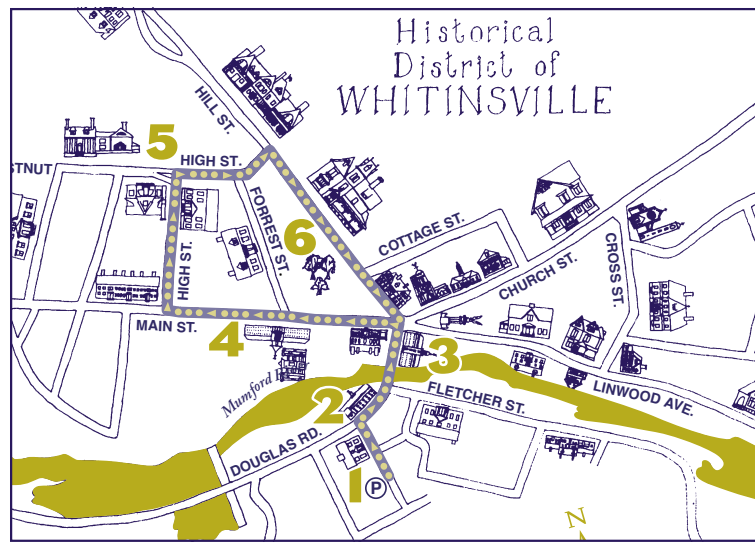 Historical
District of
WHITINSVILLE
HILL ST.
5
HIGH ST.
STNUT
FORREST ST.
6
COTTAGE ST.
HIGH ST.
CHURCH ST.
CROSS ST.
MAIN ST.
4
3
Mumford
LINWOOD AVE.
2
FLETCHER ST.
DOUGLAS RD.
1
P
N